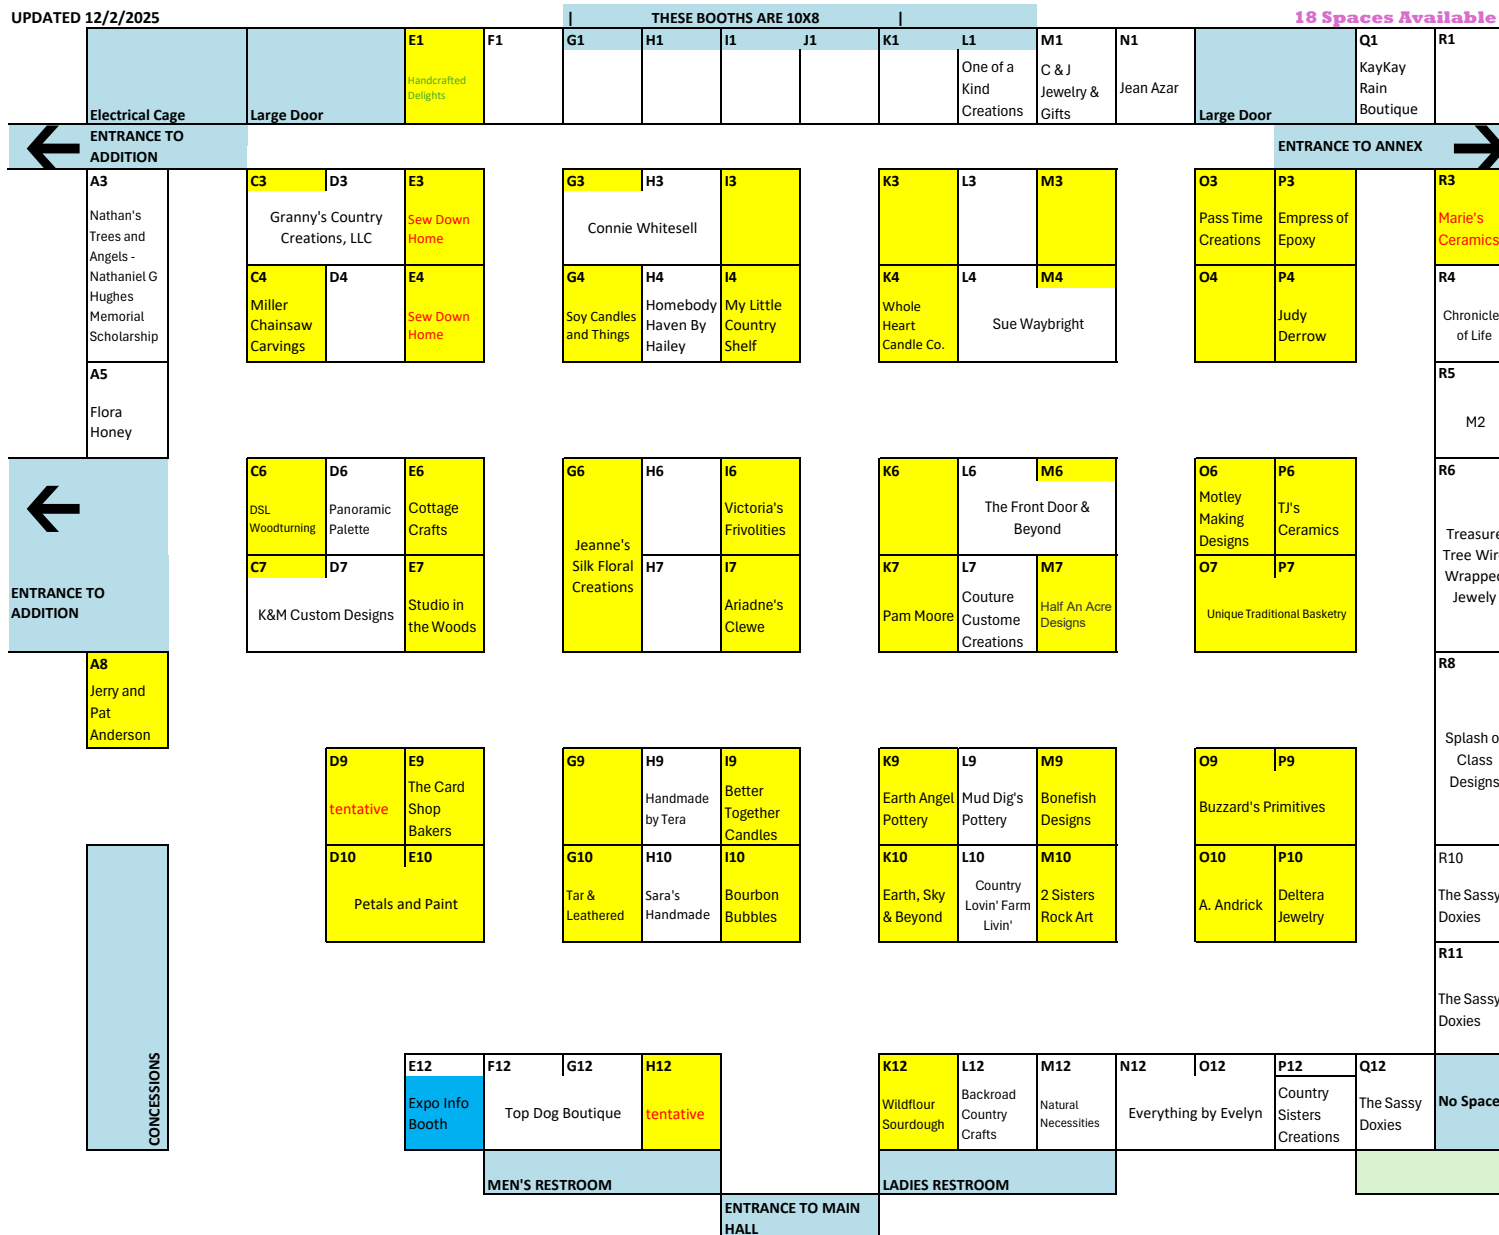 UPDATED 12/2/2025
| THESE BOOTHS ARE 10X8 |
18 Spaces Available
Electrical Cage
Large Door
E1
Handcrafted
Delights
F1
G1
H1
I1
J1
K1
L1
One of a
Kind
Creations
M1
C & J
Jewelry &
Gifts
N1
Jean Azar
Large Door
Q1
KayKay
Rain
Boutique
R1
ENTRANCE TO
ADDITION
ENTRANCE TO ANNEX
A3
Nathan's
Trees and
Angels -
Nathaniel G
Hughes
Memorial
Scholarship
C3
D3
Granny's Country
Creations, LLC
E3
Sew Down
Home
G3
H3
Connie Whitesell
I3
K3
L3
M3
O3
Pass Time
Creations
P3
Empress of
Epoxy
R3
Marie's
Ceramics
C4
Miller
Chainsaw
Carvings
D4
E4
Sew Down
Home
G4
Soy Candles
and Things
H4
Homebody
Haven By
Hailey
I4
My Little
Country
Shelf
K4
Whole
Heart
Candle Co.
L4
M4
Sue Waybright
O4
P4
Judy
Derrow
R4
Chronicle
of Life
A5
Flora
Honey
R5
M2
ENTRANCE TO
ADDITION
C6
DSL
Woodturning
D6
Panoramic
Palette
E6
Cottage
Crafts
G6
Jeanne's
Silk Floral
Creations
H6
I6
Victoria's
Frivolities
K6
L6
M6
The Front Door &
Beyond
O6
Motley
Making
Designs
P6
TJ's
Ceramics
R6
Treasure
Tree Wir
Wrapped
Jewely
C7
D7
K&M Custom Designs
E7
Studio in
the Woods
H7
I7
Ariadne's
Clewe
K7
Pam Moore
L7
Couture
Custome
Creations
M7
Half An Acre
Designs
O7
P7
Unique Traditional Basketry
A8
Jerry and
Pat
Anderson
R8
Splash o
Class
Designs
D9
tentative
E9
The Card
Shop
Bakers
G9
H9
Handmade
by Tera
I9
Better
Together
Candles
K9
Earth Angel
Pottery
L9
Mud Dig's
Pottery
M9
Bonefish
Designs
O9
P9
Buzzard's Primitives
D10
E10
Petals and Paint
G10
Tar &
Leathered
H10
Sara's
Handmade
I10
Bourbon
Bubbles
K10
Earth, Sky
& Beyond
L10
Country
Lovin' Farm
Livin'
M10
2 Sisters
Rock Art
O10
A. Andrick
P10
Deltera
Jewelry
R10
The Sassy
Doxies
R11
The Sassy
Doxies
CONCESSIONS
E12
Expo Info
Booth
F12
G12
Top Dog Boutique
H12
tentative
K12
Wildflour
Sourdough
L12
Backroad
Country
Crafts
M12
Natural
Necessities
N12
O12
Everything by Evelyn
P12
Country
Sisters
Creations
Q12
The Sassy
Doxies
No Space
MEN'S RESTROOM
LADIES RESTROOM
ENTRANCE TO MAIN
HALL